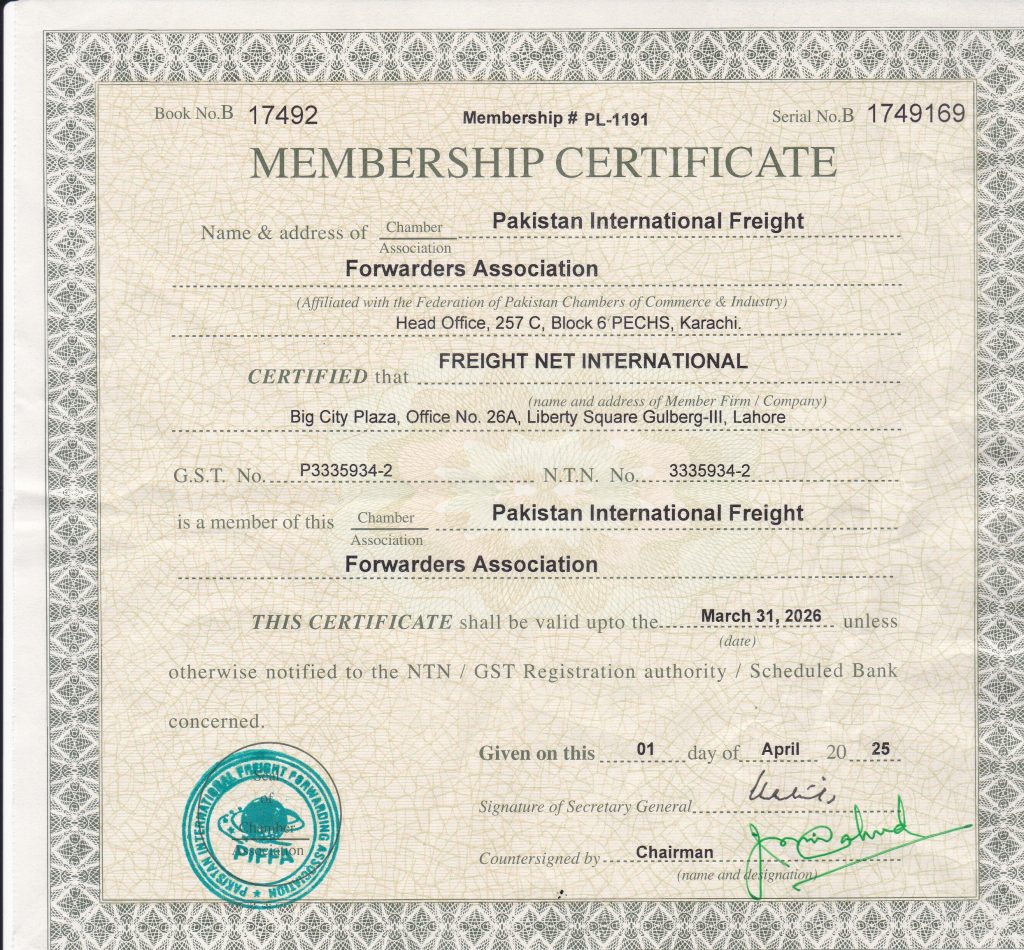 Book No.B 17492 Membership # PL-1191 Serial No.B 1749169
MEMBERSHIP CERTIFICATE
Name & address of Chamber Pakistan International Freight
Association
Forwarders Association
(Affiliated with the Federation of Pakistan Chambers of Commerce & Industry)
Head Office, 257 C, Block 6 PECHS, Karachi.
FREIGHT NET INTERNATIONAL
CERTIFIED that
(name and address of Member Firm / Company)
Big City Plaza, Office No. 26A, Liberty Square Gulberg-III, Lahore
G.S.T. No. P3335934-2 N.T.N. No. 3335934-2
is a member of this Chamber Pakistan International Freight
Association
Forwarders Association
THIS CERTIFICATE shall be valid upto the March 31, 2026 unless
(date)
otherwise notified to the NTN / GST Registration authority / Scheduled Bank
concerned.
Given on this 01 day of April 20 25
Signature of Secretary General
Countersigned by Chairman
(name and designation)
Seal
of
Chamber
Association
PAKISTAN INTERNATIONAL FREIGHT FORWARDING ASSOCIATION
PIFFA